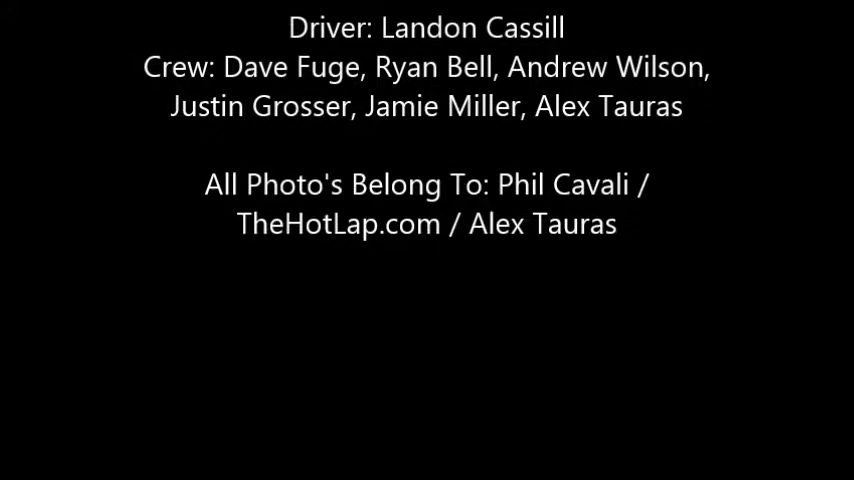 Driver: Landon Cassill
Crew: Dave Fuge, Ryan Bell, Andrew Wilson,
Justin Grosser, Jamie Miller, Alex Tauras
All Photo's Belong To: Phil Cavali /
TheHotLap.com / Alex Tauras